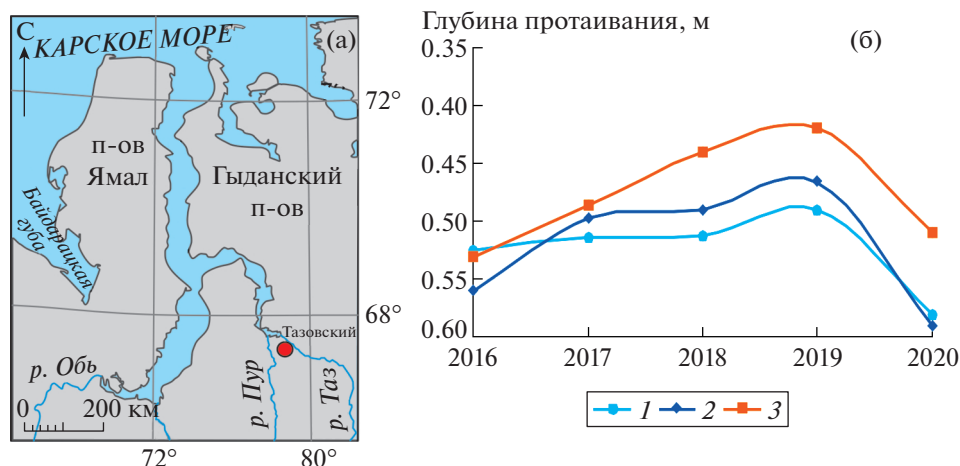 С
КАРСКОЕ МОРЕ
(а)
72°
п-ов
Ямал
Гыданский
п-ов
Байдарацкая
губа
68°
Тазовский
р. Обь
р. Пур
р. Таз
0 200 км
72° 80°
Глубина протаивания, м
(б)
0.35
0.40
0.45
0.50
0.55
0.60
2016 2017 2018 2019 2020
1 2 3